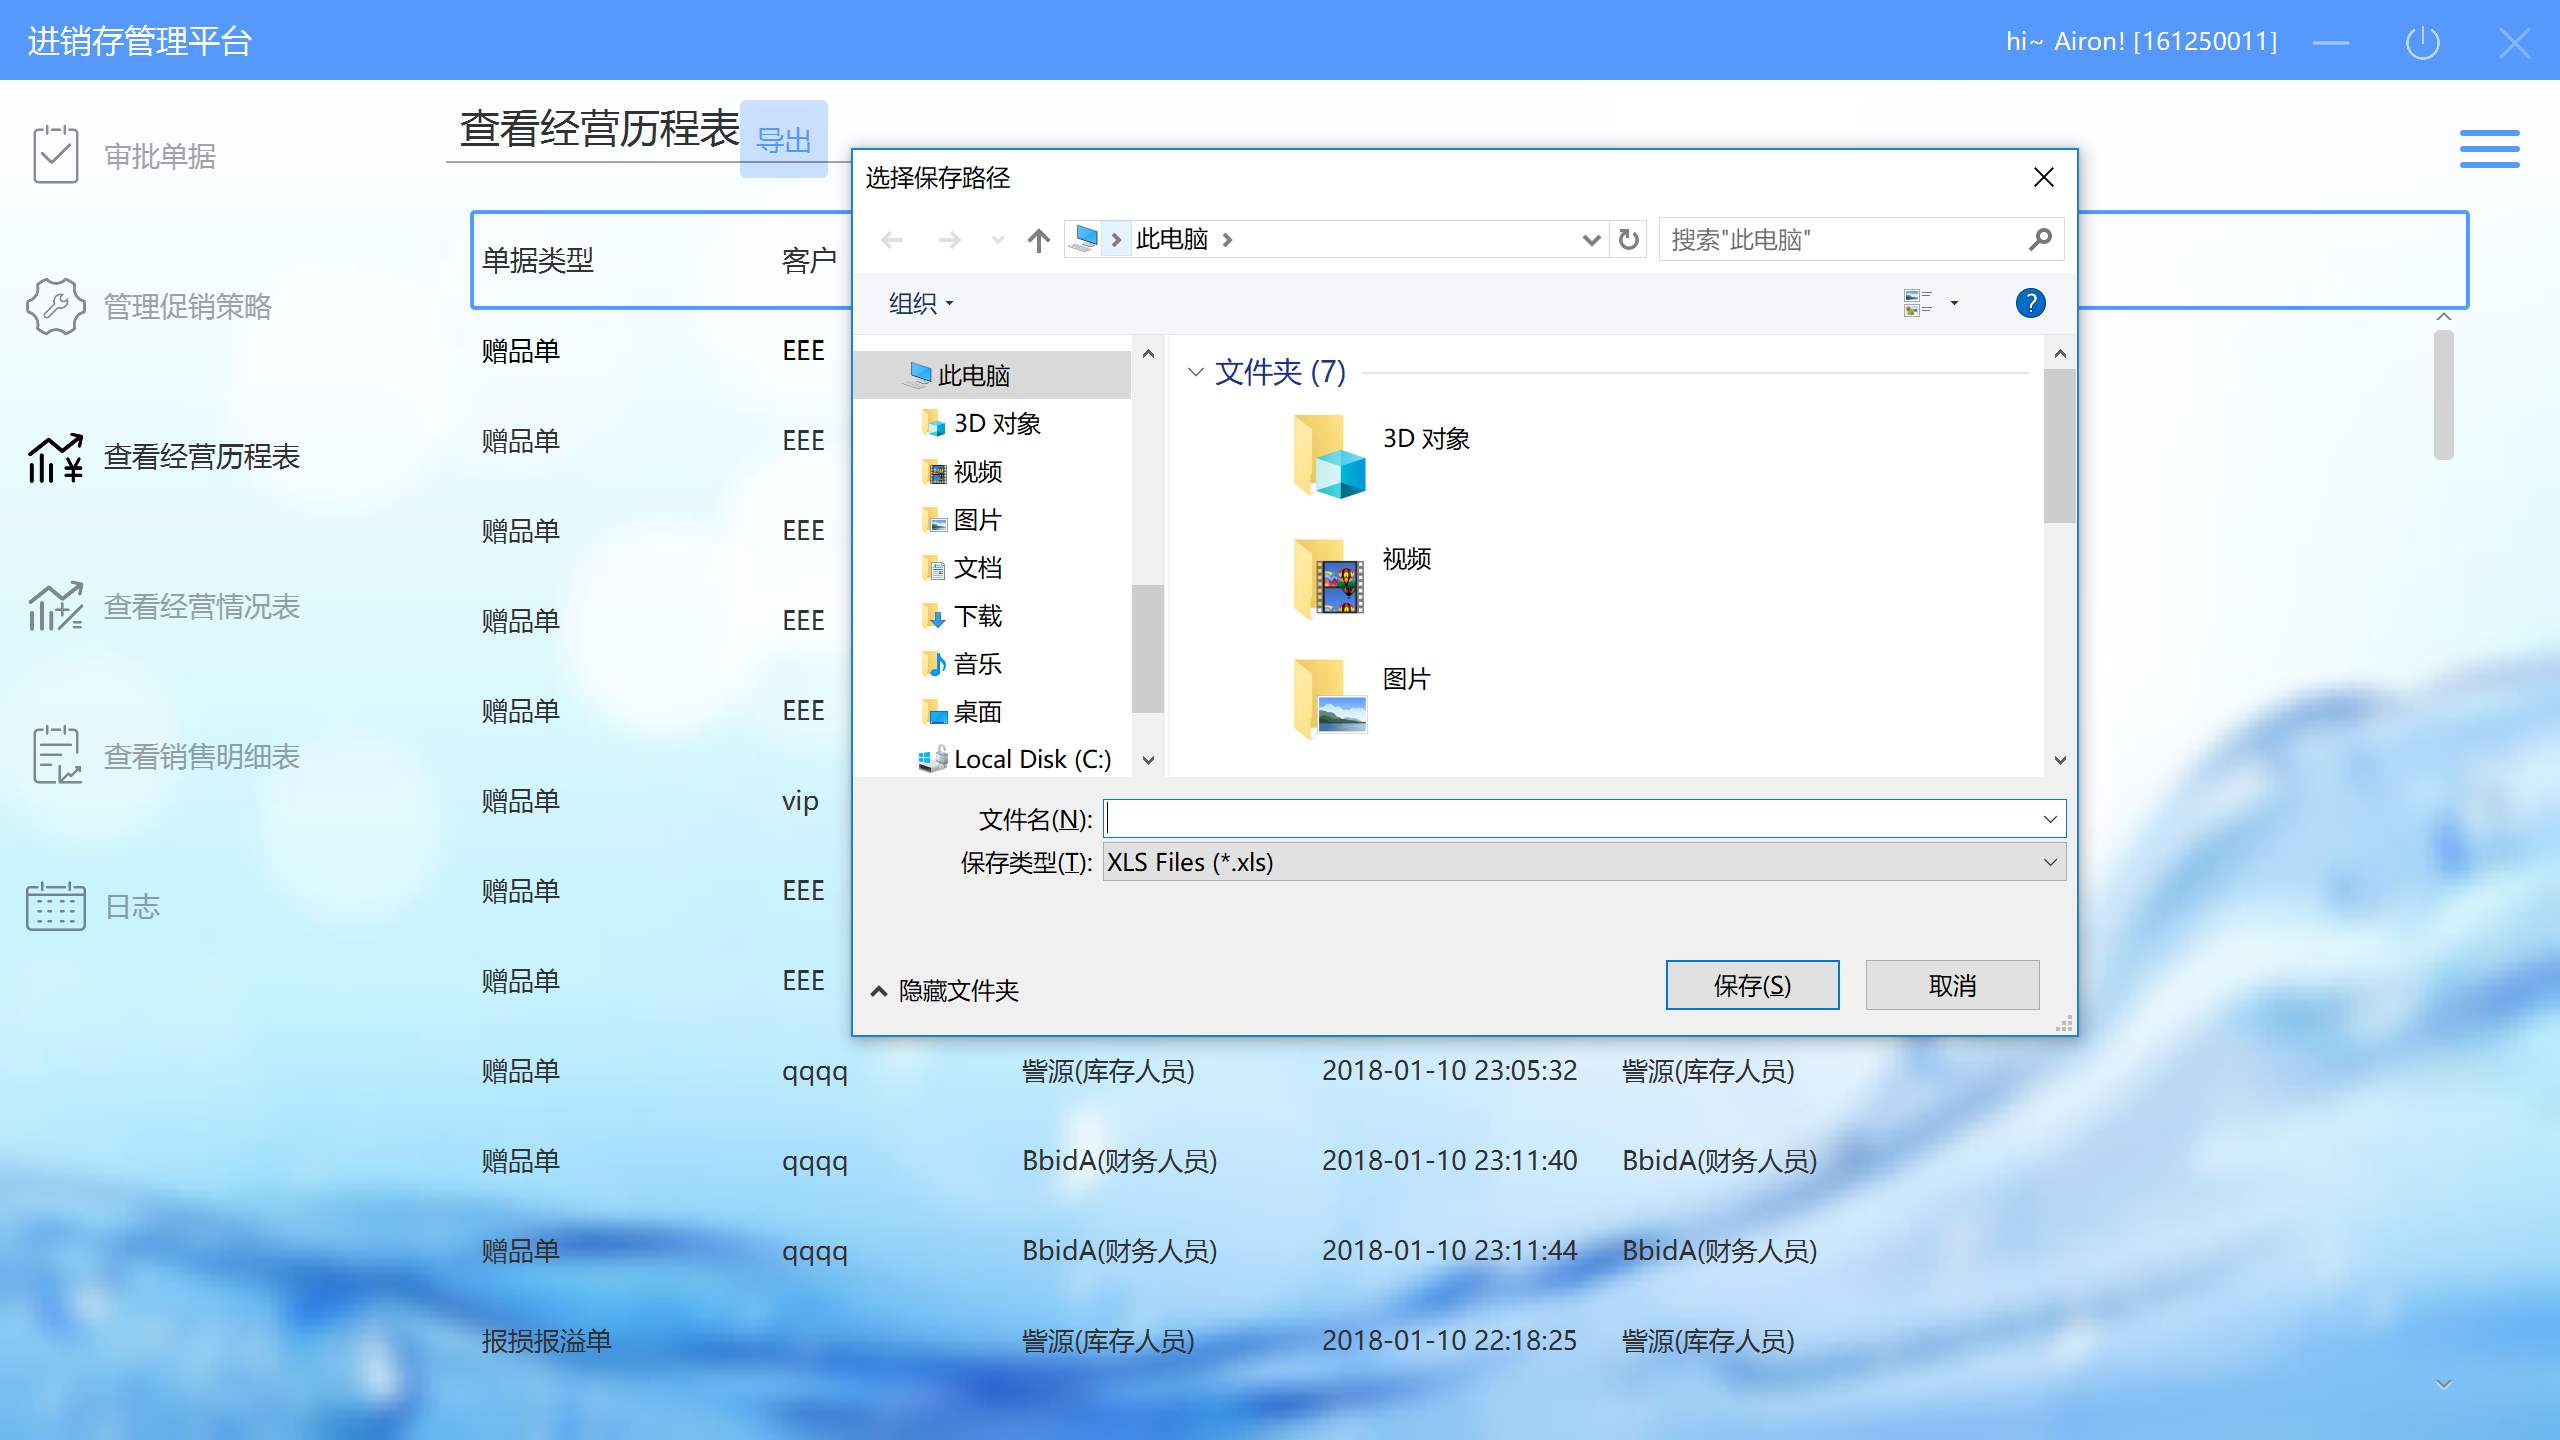 进销存管理平台
hi~ Airon! [161250011]
审批单据
管理促销策略
查看经营历程表
查看经营情况表
查看销售明细表
日志
查看经营历程表
导出
单据类型 客户
赠品单 EEE
赠品单 EEE
赠品单 EEE
赠品单 EEE
赠品单 EEE
赠品单 vip
赠品单 EEE
赠品单 EEE
赠品单 qqqq 訾源(库存人员) 2018-01-10 23:05:32 訾源(库存人员)
赠品单 qqqq BbidA(财务人员) 2018-01-10 23:11:40 BbidA(财务人员)
赠品单 qqqq BbidA(财务人员) 2018-01-10 23:11:44 BbidA(财务人员)
报损报溢单 訾源(库存人员) 2018-01-10 22:18:25 訾源(库存人员)
选择保存路径
此电脑
搜索"此电脑"
组织
?
此电脑
3D 对象
视频
图片
文档
下载
音乐
桌面
Local Disk (C:)
文件夹 (7)
3D 对象
视频
图片
文件名(N):
保存类型(T): XLS Files (*.xls)
隐藏文件夹
保存(S)
取消